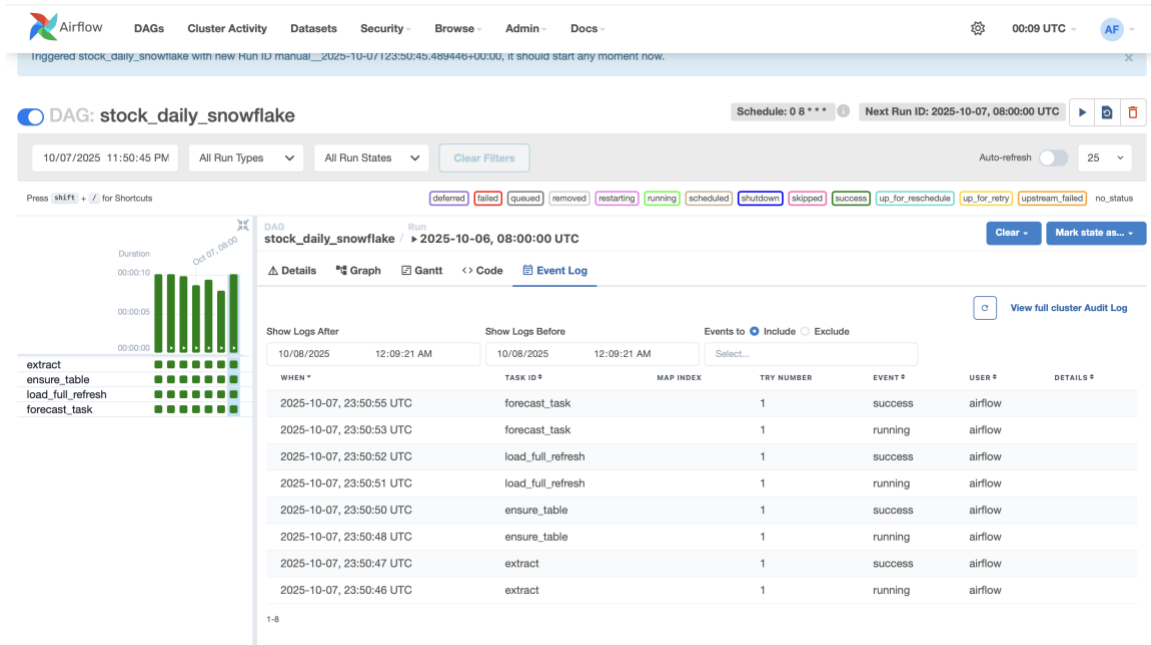 Airflow DAGs Cluster Activity Datasets Security Browse Admin Docs 00:09 UTC AF
Triggered stock_daily_snowflake with new Run ID manual__2025-10-07T23:50:45.489446+00:00, it should start any moment now. ×
DAG: stock_daily_snowflake Schedule: 0 8 * * * Next Run ID: 2025-10-07, 08:00:00 UTC
10/07/2025 11:50:45 PM All Run Types All Run States Clear Filters Auto-refresh 25
Press shift + / for Shortcuts deferred failed queued removed restarting running scheduled shutdown skipped success up_for_reschedule up_for_retry upstream_failed no_status
Duration
Oct 07, 08:00
00:00:10
00:00:05
00:00:00
extract
ensure_table
load_full_refresh
forecast_task
DAG Run
stock_daily_snowflake / 2025-10-06, 08:00:00 UTC Clear Mark state as...
Details Graph Gantt Code Event Log
View full cluster Audit Log
Show Logs After Show Logs Before Events to Include Exclude
10/08/2025 12:09:21 AM 10/08/2025 12:09:21 AM Select...
WHEN TASK ID MAP INDEX TRY NUMBER EVENT USER DETAILS
2025-10-07, 23:50:55 UTC forecast_task 1 success airflow
2025-10-07, 23:50:53 UTC forecast_task 1 running airflow
2025-10-07, 23:50:52 UTC load_full_refresh 1 success airflow
2025-10-07, 23:50:51 UTC load_full_refresh 1 running airflow
2025-10-07, 23:50:50 UTC ensure_table 1 success airflow
2025-10-07, 23:50:48 UTC ensure_table 1 running airflow
2025-10-07, 23:50:47 UTC extract 1 success airflow
2025-10-07, 23:50:46 UTC extract 1 running airflow
1-8